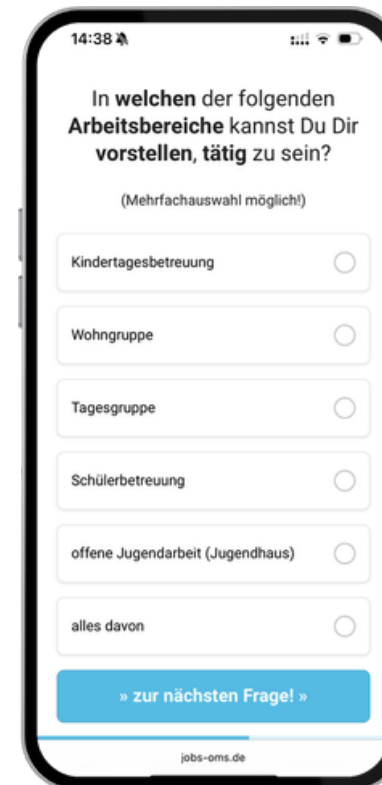 14:38
In welchen der folgenden
Arbeitsbereiche kannst Du Dir
vorstellen, tätig zu sein?
(Mehrfachauswahl möglich!)
Kindertagesbetreuung
Wohngruppe
Tagesgruppe
Schülerbetreuung
offene Jugendarbeit (Jugendhaus)
alles davon
» zur nächsten Frage! »
jobs-oms.de